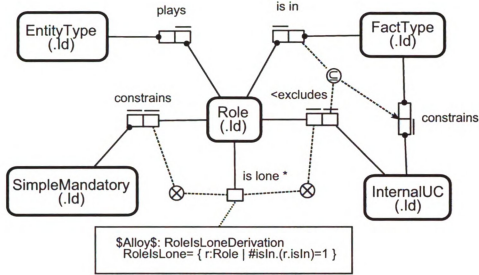 plays
is in
EntityType
(.Id)
FactType
(.Id)
constrains
<excludes
Role
(.Id)
constrains
is lone *
SimpleMandatory
(.Id)
InternalUC
(.Id)
$Alloy$: RoleIsLoneDerivation
RoleIsLone= { r:Role | #isIn.(r.isIn)=1 }